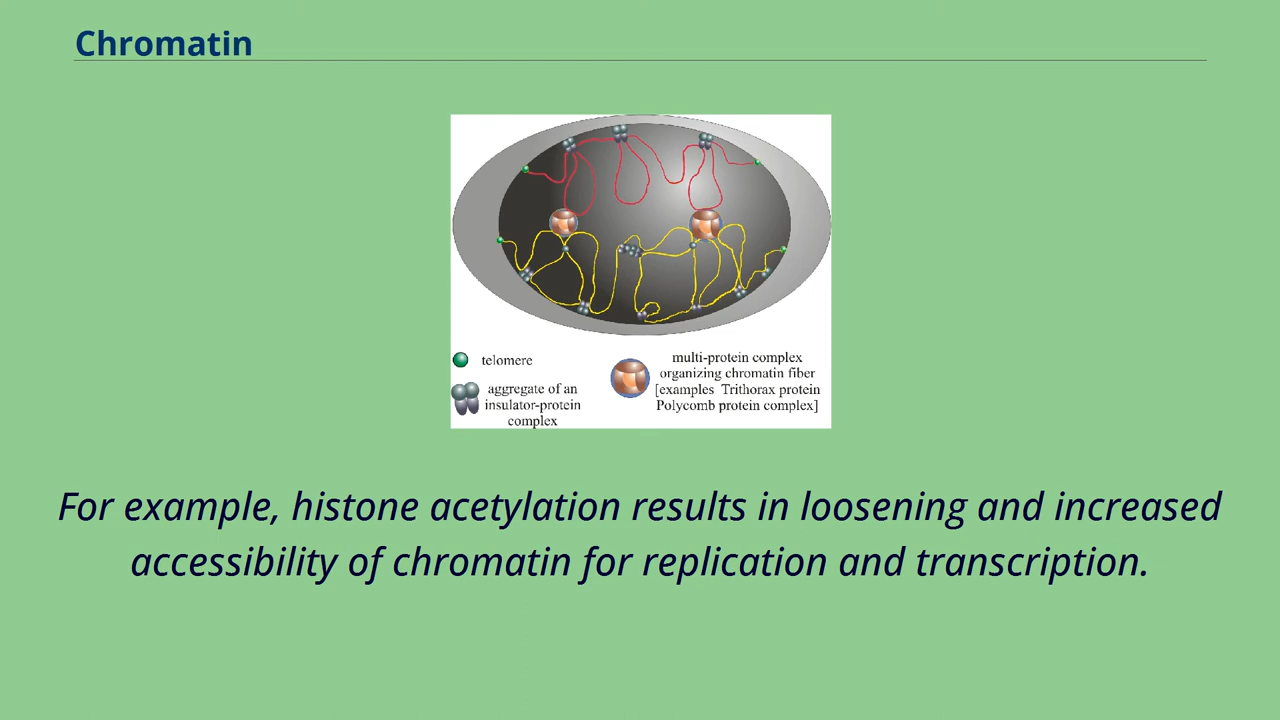 Chromatin
telomere
aggregate of an
insulator-protein
complex
multi-protein complex
organizing chromatin fiber
[examples Trithorax protein
Polycomb protein complex]
For example, histone acetylation results in loosening and increased
accessibility of chromatin for replication and transcription.